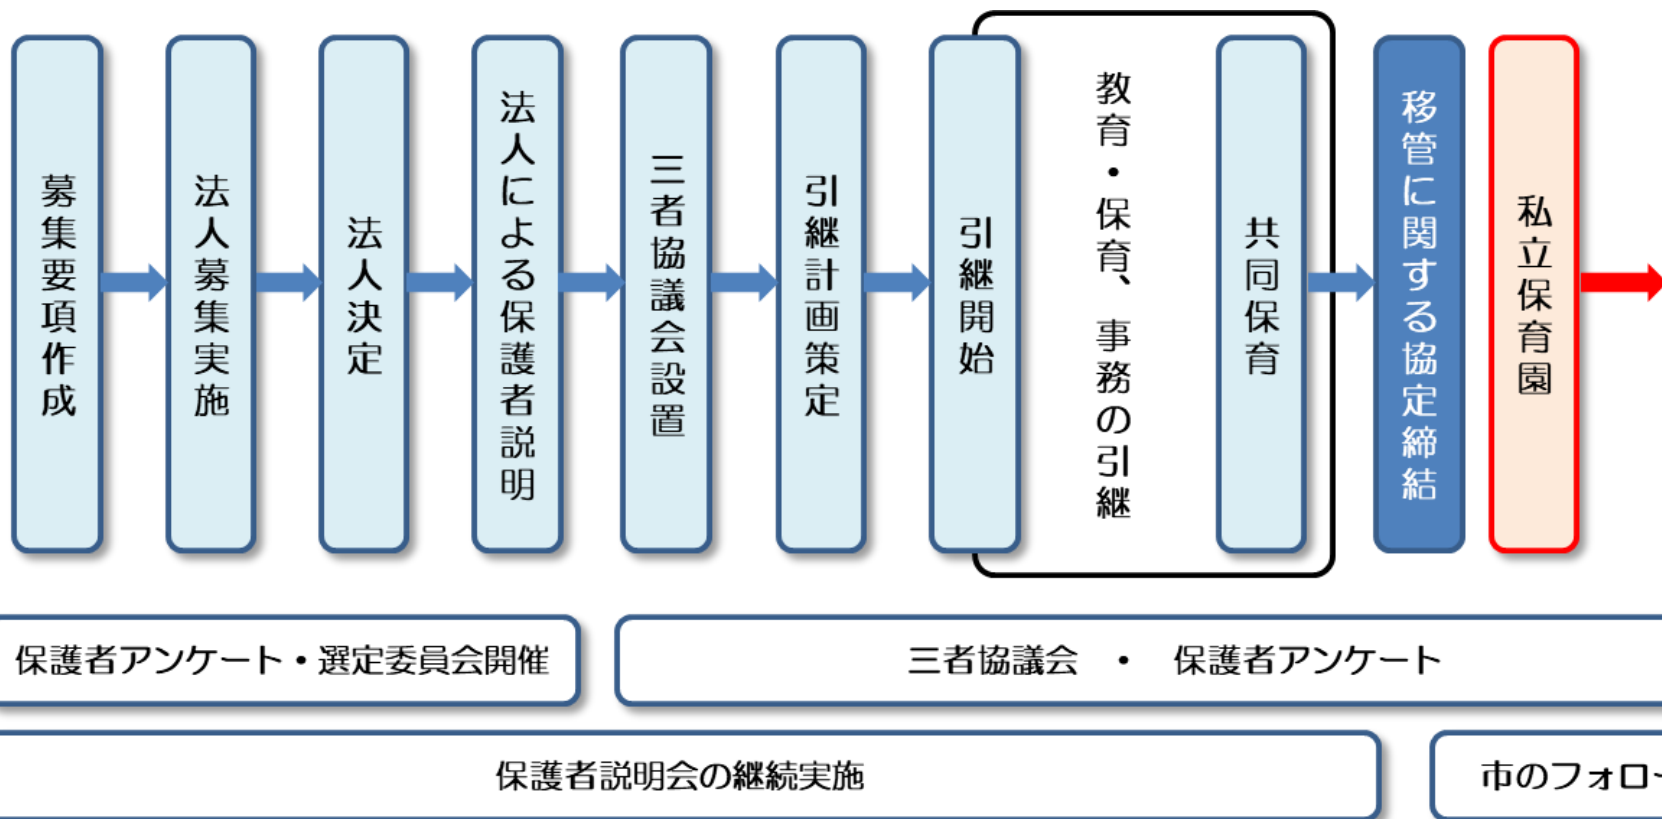 募集要項作成
法人募集実施
法人決定
法人による保護者説明
三者協議会設置
引継計画策定
引継開始
教育・保育、事務の引継
共同保育
移管に関する協定締結
私立保育園
保護者アンケート・選定委員会開催
三者協議会　・　保護者アンケート
保護者説明会の継続実施
市のフォロー